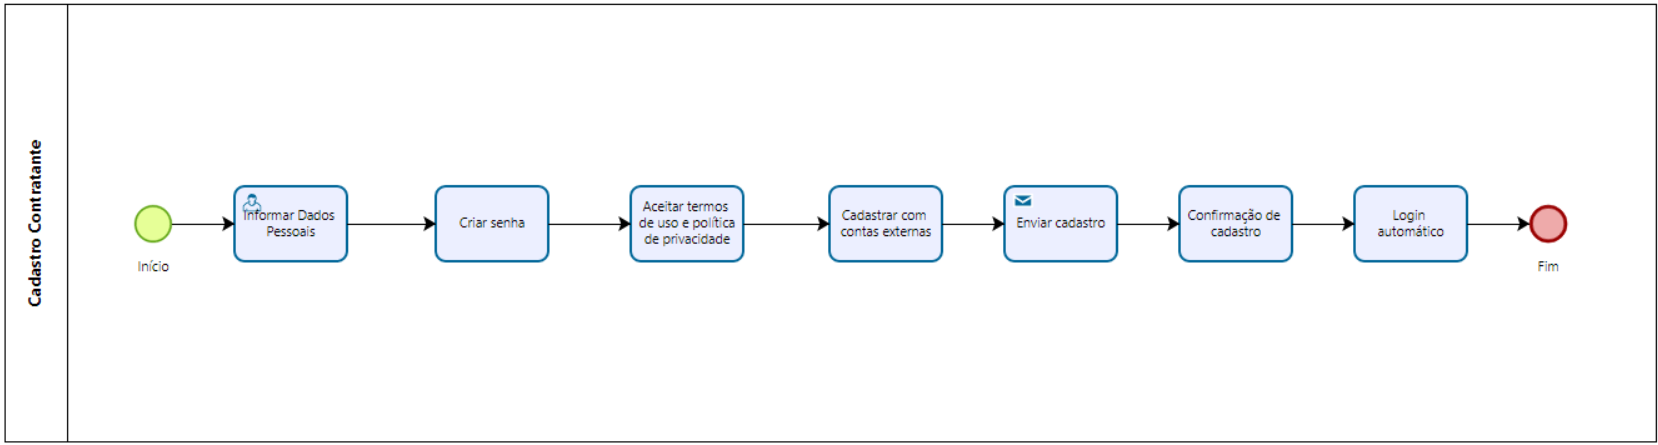 Cadastro Contratante
Início
Informar Dados
Pessoais
Criar senha
Aceitar termos
de uso e política
de privacidade
Cadastrar com
contas externas
Enviar cadastro
Confirmação de
cadastro
Login
automático
Fim